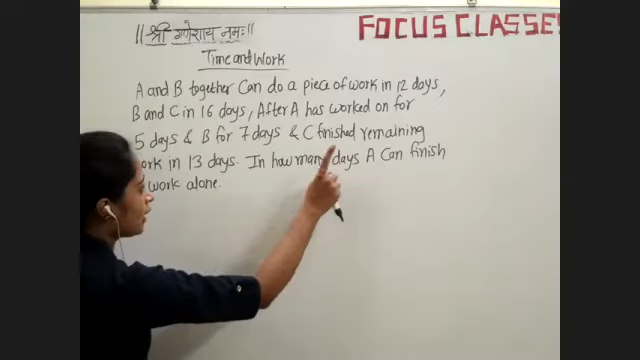 || श्री गणेशाय नमः ||
FOCUS CLASSES
Time and Work
A and B together Can do a piece of work in 12 days,
B and C in 16 days, After A has worked on for
5 days & B for 7 days & C finished remaining
work in 13 days. In how many days A Can finish
work alone.